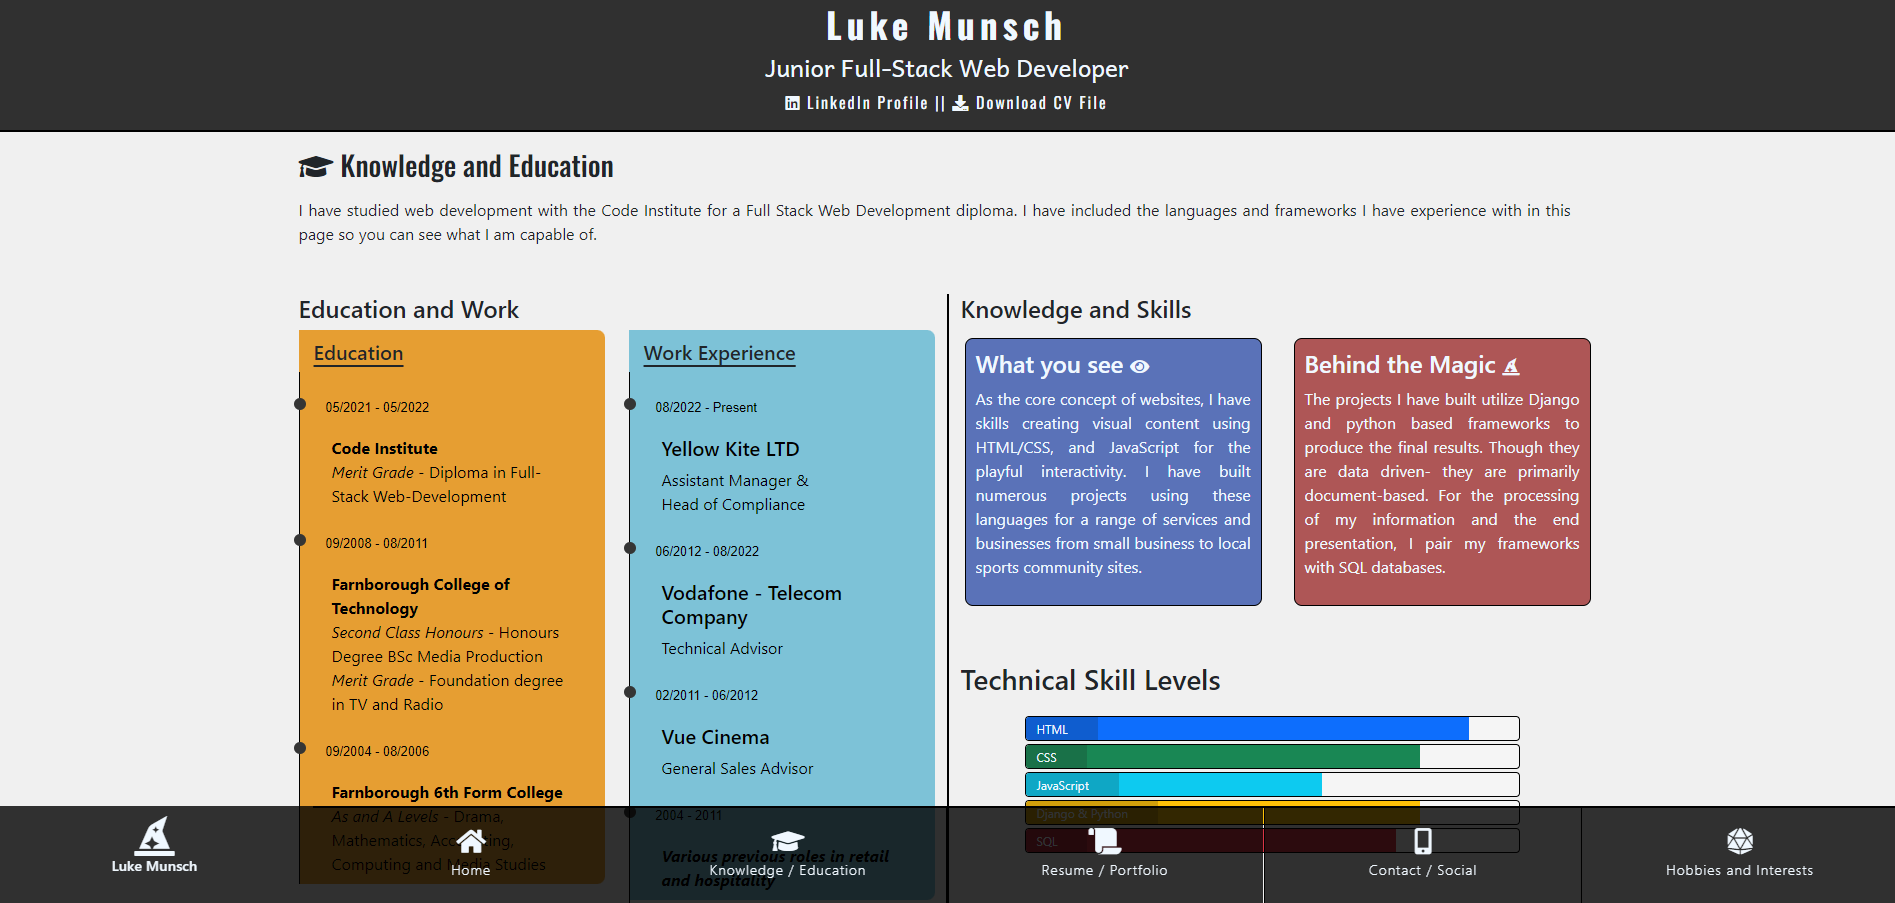 Luke Munsch
Junior Full-Stack Web Developer
LinkedIn Profile || Download CV File
Knowledge and Education
I have studied web development with the Code Institute for a Full Stack Web Development diploma. I have included the languages and frameworks I have experience with in this
page so you can see what I am capable of.
Education and Work
Education
05/2021 - 05/2022
Code Institute
Merit Grade - Diploma in Full-
Stack Web-Development
09/2008 - 08/2011
Farnborough College of
Technology
Second Class Honours - Honours
Degree BSc Media Production
Merit Grade - Foundation degree
in TV and Radio
09/2004 - 08/2006
Farnborough 6th Form College
As and A Levels - Drama,
Mathematics, Accounting,
Computing and Media Studies
Work Experience
08/2022 - Present
Yellow Kite LTD
Assistant Manager &
Head of Compliance
06/2012 - 08/2022
Vodafone - Telecom
Company
Technical Advisor
02/2011 - 06/2012
Vue Cinema
General Sales Advisor
2004 - 2011
Various previous roles in retail
and hospitality
Knowledge and Skills
What you see
As the core concept of websites, I have
skills creating visual content using
HTML/CSS, and JavaScript for the
playful interactivity. I have built
numerous projects using these
languages for a range of services and
businesses from small business to local
sports community sites.
Behind the Magic
The projects I have built utilize Django
and python based frameworks to
produce the final results. Though they
are data driven- they are primarily
document-based. For the processing
of my information and the end
presentation, I pair my frameworks
with SQL databases.
Technical Skill Levels
HTML
CSS
JavaScript
Django & Python
SQL
Luke Munsch
Home
Knowledge / Education
Resume / Portfolio
Contact / Social
Hobbies and Interests